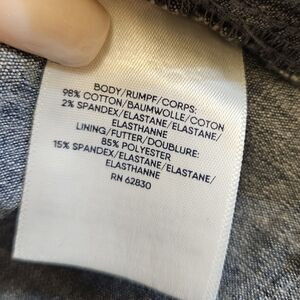 BODY/RUMPF/CORPS:
98% COTTON/BAUMWOLLE/COTON
2% SPANDEX/ELASTANE/ELASTANE/
ELASTHANNE
LINING/FUTTER/DOUBLURE:
85% POLYESTER
15% SPANDEX/ELASTANE/ELASTANE/
ELASTHANNE
RN 62830